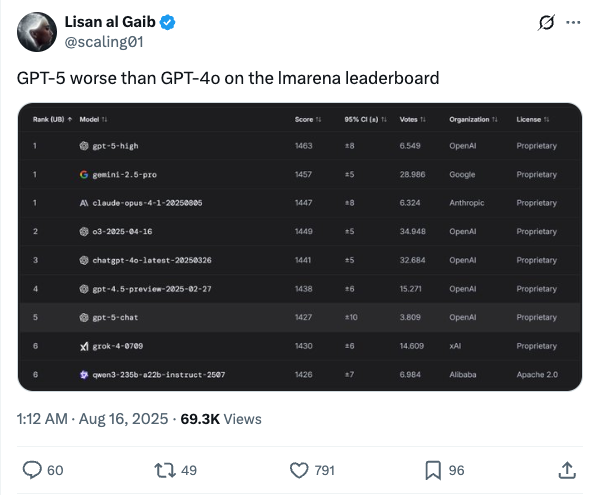 Lisan al Gaib
@scaling01
GPT-5 worse than GPT-4o on the lmarena leaderboard
Rank (UB) ↑ Model ↑↓ Score ↑↓ 95% CI (±) ↑↓ Votes ↑↓ Organization ↑↓ License ↑↓
1 gpt-5-high 1463 ±8 6.549 OpenAI Proprietary
1 gemini-2.5-pro 1457 ±5 28.986 Google Proprietary
1 claude-opus-4-1-20250805 1447 ±8 6.324 Anthropic Proprietary
2 o3-2025-04-16 1449 ±5 34.948 OpenAI Proprietary
3 chatgpt-4o-latest-20250326 1441 ±5 32.684 OpenAI Proprietary
4 gpt-4.5-preview-2025-02-27 1438 ±6 15.271 OpenAI Proprietary
5 gpt-5-chat 1427 ±10 3.809 OpenAI Proprietary
6 grok-4-0709 1430 ±6 14.609 xAI Proprietary
6 qwen3-235b-a22b-instruct-2507 1426 ±7 6.984 Alibaba Apache 2.0
1:12 AM · Aug 16, 2025 · 69.3K Views
60 49 791 96